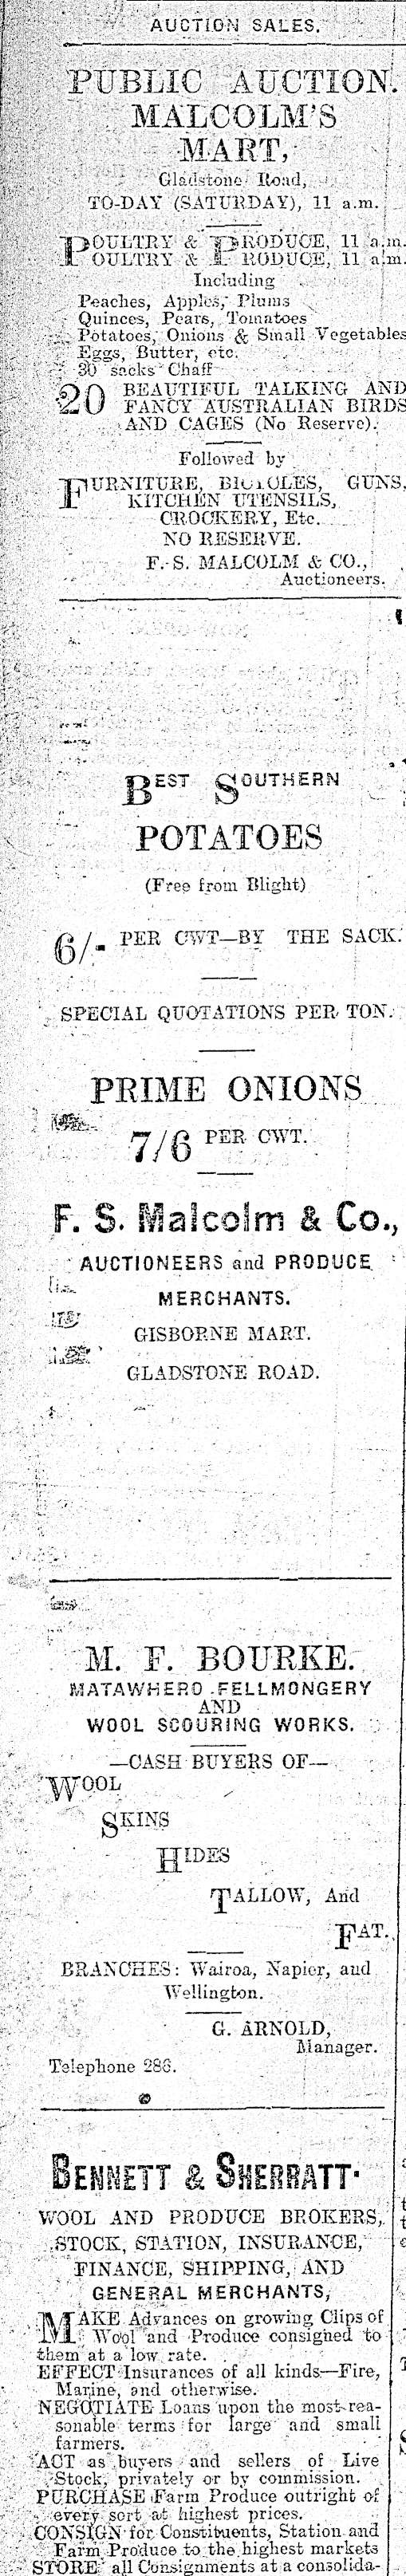 AUCTION SALES.
PUBLIC AUCTION.
MALCOLM'S
MART,
Gladstone Road,
TO-DAY (SATURDAY), 11 a.m.
POULTRY & PRODUCE, 11 a.m.
POULTRY & PRODUCE, 11 a.m.
Including
Peaches, Apples, Plums
Quinces, Pears, Tomatoes
Potatoes, Onions & Small Vegetables
Eggs, Butter, etc.
30 sacks Chaff
20 BEAUTIFUL TALKING AND
FANCY AUSTRALIAN BIRDS
AND CAGES (No Reserve).
Followed by
FURNITURE, BICYCLES, GUNS,
KITCHEN UTENSILS,
CROCKERY, Etc.
NO RESERVE.
F. S. MALCOLM & CO.,
Auctioneers.
BEST SOUTHERN
POTATOES
(Free from Blight)
6/- PER CWT—BY THE SACK.
SPECIAL QUOTATIONS PER TON.
PRIME ONIONS
7/6 PER CWT.
F. S. Malcolm & Co.,
AUCTIONEERS and PRODUCE
MERCHANTS.
GISBORNE MART.
GLADSTONE ROAD.
M. F. BOURKE.
MATAWHERO FELLMONGERY
AND
WOOL SCOURING WORKS.
—CASH BUYERS OF—
WOOL
SKINS
HIDES
TALLOW, And
FAT.
BRANCHES: Wairoa, Napier, and
Wellington.
G. ARNOLD,
Manager.
Telephone 286.
BENNETT & SHERRATT.
WOOL AND PRODUCE BROKERS,
STOCK, STATION, INSURANCE,
FINANCE, SHIPPING, AND
GENERAL MERCHANTS,
MAKE Advances on growing Clips of
Wool and Produce consigned to
them at a low rate.
EFFECT Insurances of all kinds—Fire,
Marine, and otherwise.
NEGOTIATE Loans upon the most rea-
sonable terms for large and small
farmers.
ACT as buyers and sellers of Live
Stock, privately or by commission.
PURCHASE Farm Produce outright of
every sort at highest prices.
CONSIGN for Constituents, Station and
Farm Produce to the highest markets
STORE all Consignments at a consolida-